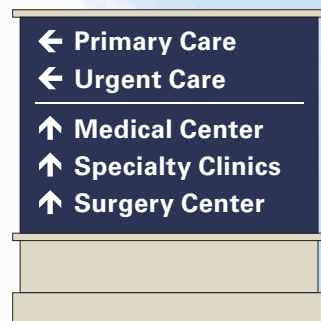 ← Primary Care
← Urgent Care
↑ Medical Center
↑ Specialty Clinics
↑ Surgery Center